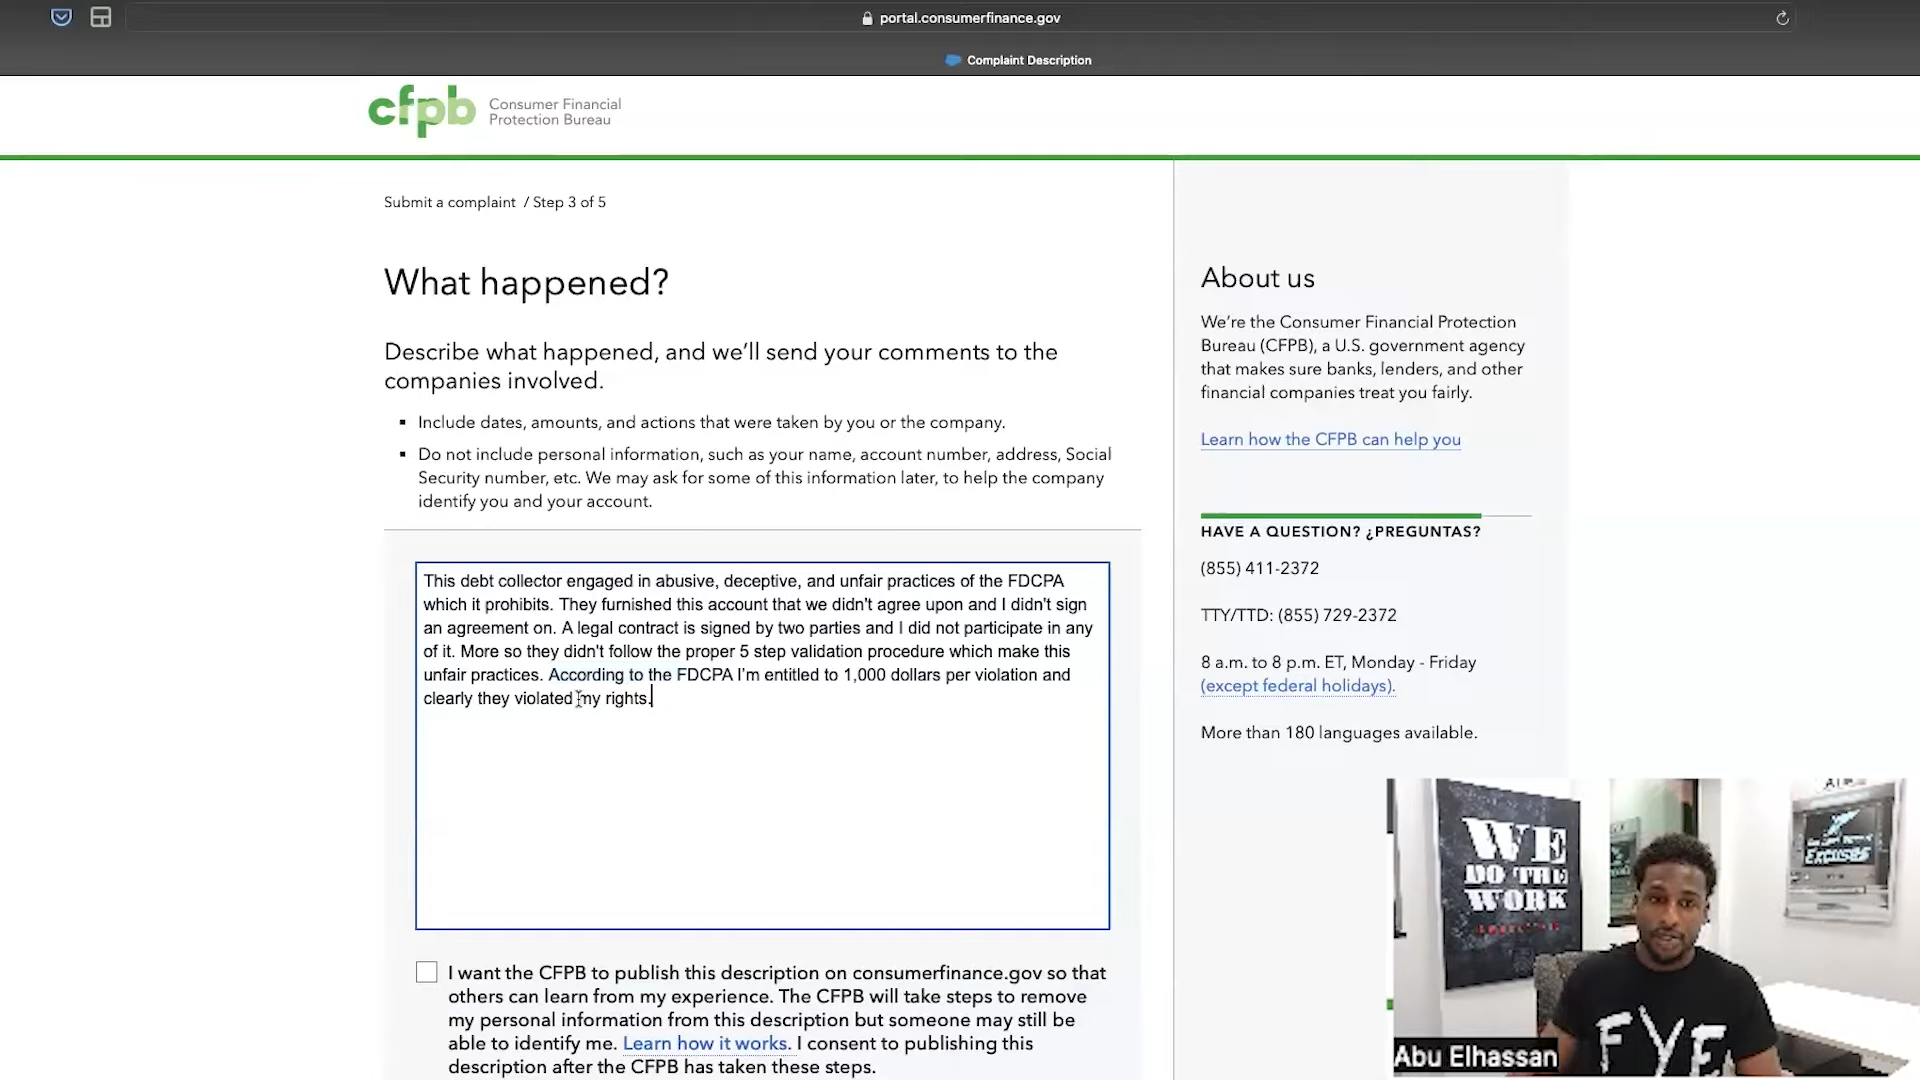 portal.consumerfinance.gov
Complaint Description
cfpb
Consumer Financial
Protection Bureau
Submit a complaint / Step 3 of 5
What happened?
Describe what happened, and we'll send your comments to the
companies involved.
Include dates, amounts, and actions that were taken by you or the company.
Do not include personal information, such as your name, account number, address, Social
Security number, etc. We may ask for some of this information later, to help the company
identify you and your account.
This debt collector engaged in abusive, deceptive, and unfair practices of the FDCPA
which it prohibits. They furnished this account that we didn't agree upon and I didn't sign
an agreement on. A legal contract is signed by two parties and I did not participate in any
of it. More so they didn't follow the proper 5 step validation procedure which make this
unfair practices. According to the FDCPA I'm entitled to 1,000 dollars per violation and
clearly they violated my rights.
I want the CFPB to publish this description on consumerfinance.gov so that
others can learn from my experience. The CFPB will take steps to remove
my personal information from this description but someone may still be
able to identify me. Learn how it works. I consent to publishing this
description after the CFPB has taken these steps.
About us
We're the Consumer Financial Protection
Bureau (CFPB), a U.S. government agency
that makes sure banks, lenders, and other
financial companies treat you fairly.
Learn how the CFPB can help you
HAVE A QUESTION? ¿PREGUNTAS?
(855) 411-2372
TTY/TTD: (855) 729-2372
8 a.m. to 8 p.m. ET, Monday - Friday
(except federal holidays).
More than 180 languages available.
WE
DO THE
WORK
EXCUSES
FYE
Abu Elhassan